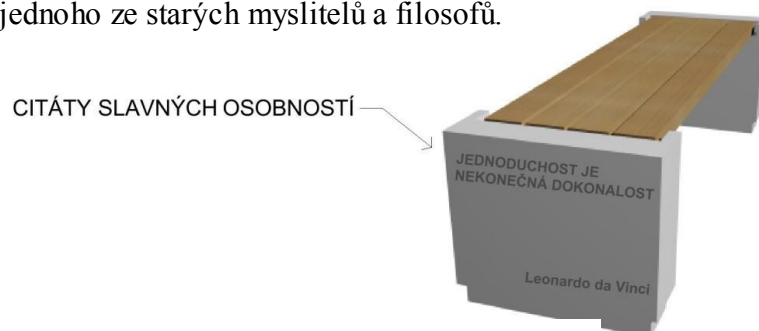 jednoho ze starých myslitelů a filosofů.
CITÁTY SLAVNÝCH OSOBNOSTÍ
JEDNODUCHOST JE
NEKONEČNÁ DOKONALOST
Leonardo da Vinci